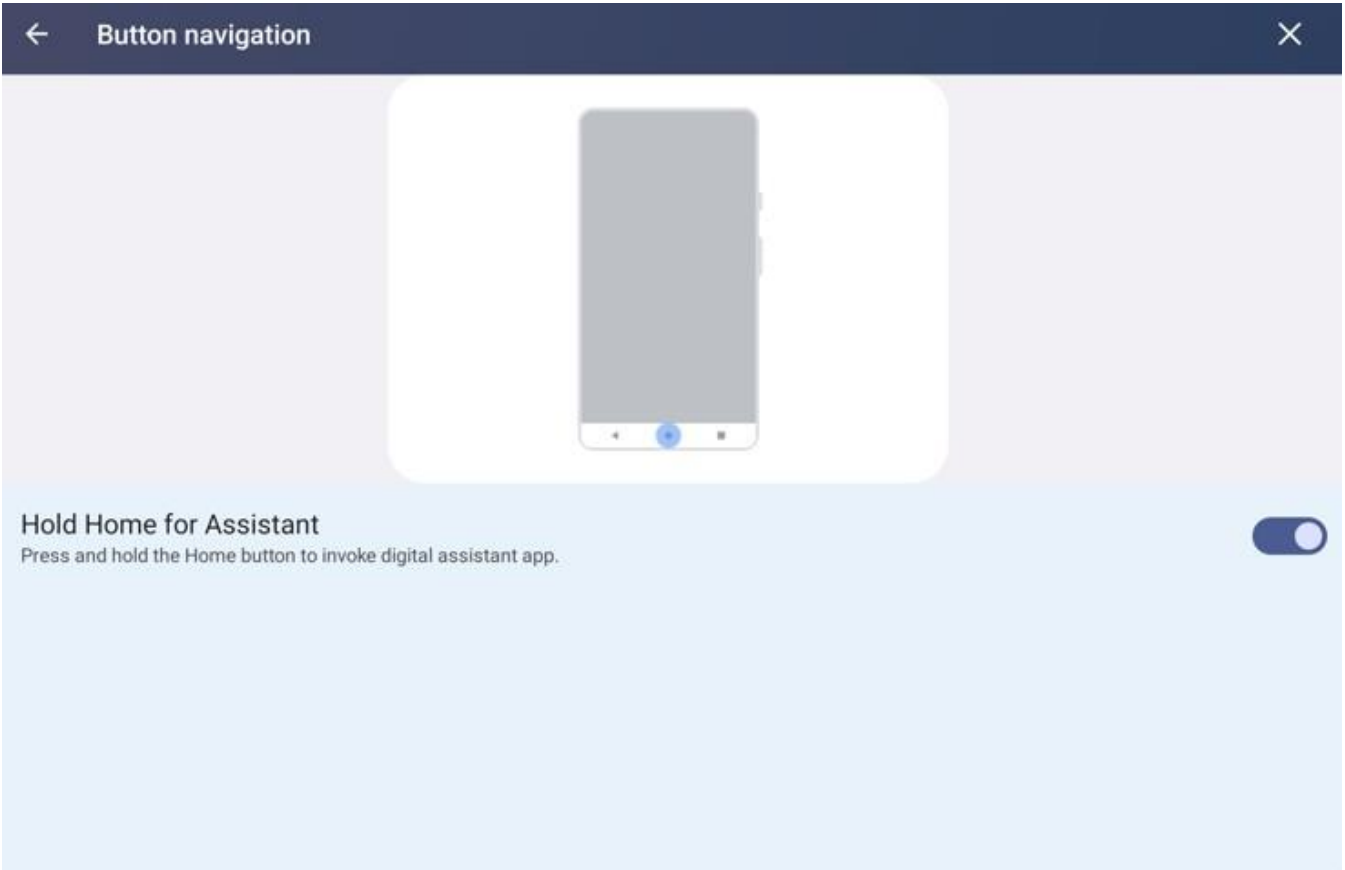 Button navigation
Hold Home for Assistant
Press and hold the Home button to invoke digital assistant app.